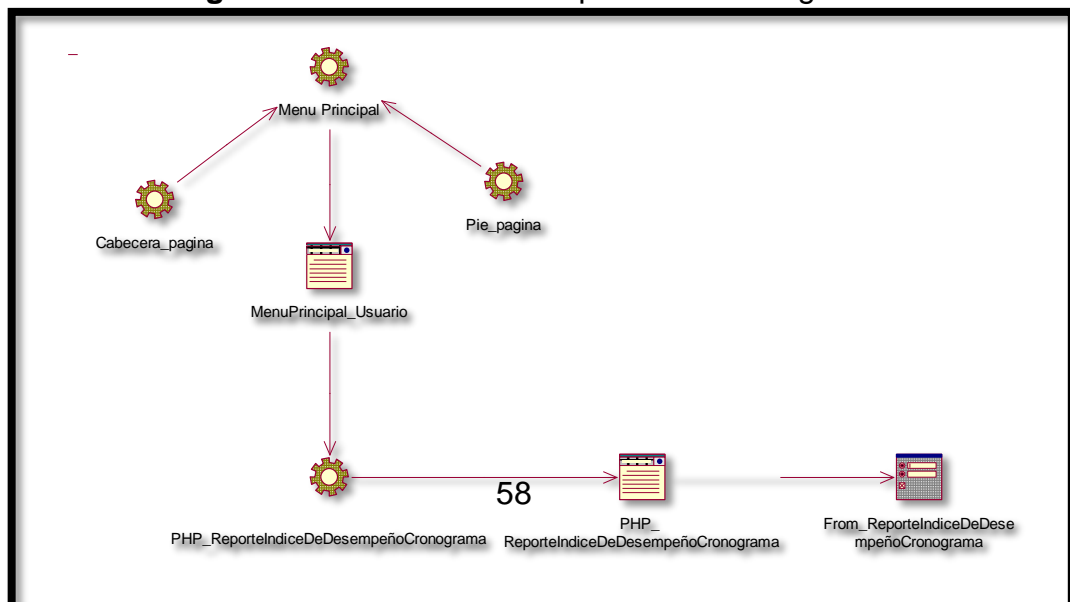 Menu Principal
Cabecera_pagina
Pie_pagina
MenuPrincipal_Usuario
58
PHP_ReporteIndiceDeDesempeñoCronograma
PHP_
ReporteIndiceDeDesempeñoCronograma
From_ReporteIndiceDeDese
mpeñoCronograma